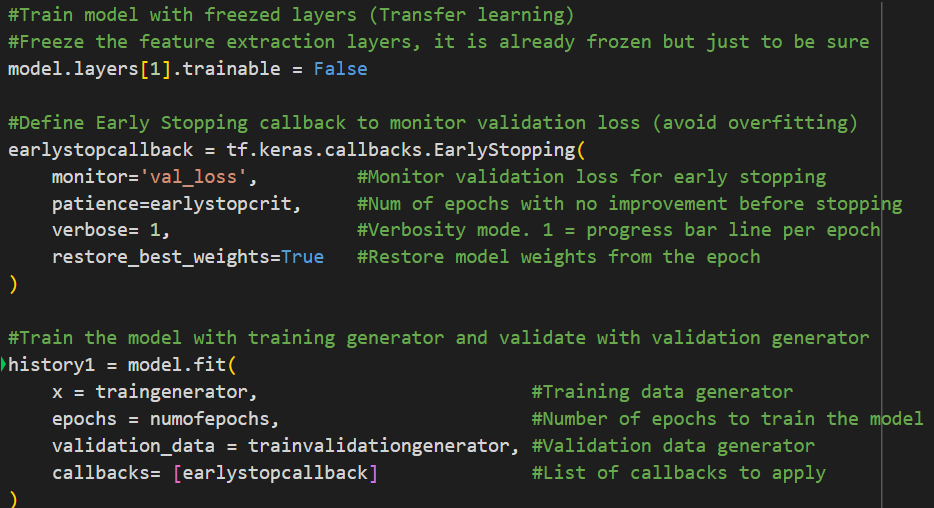 #Train model with freezed layers (Transfer learning)
#Freeze the feature extraction layers, it is already frozen but just to be sure
model.layers[1].trainable = False

#Define Early Stopping callback to monitor validation loss (avoid overfitting)
earlystopcallback = tf.keras.callbacks.EarlyStopping(
    monitor='val_loss',         #Monitor validation loss for early stopping
    patience=earlystopcrit,     #Num of epochs with no improvement before stopping
    verbose= 1,                 #Verbosity mode. 1 = progress bar line per epoch
    restore_best_weights=True   #Restore model weights from the epoch
)

#Train the model with training generator and validate with validation generator
history1 = model.fit(
    x = traingenerator,                         #Training data generator
    epochs = numofepochs,                       #Number of epochs to train the model
    validation_data = trainvalidationgenerator, #Validation data generator
    callbacks= [earlystopcallback]              #List of callbacks to apply
)